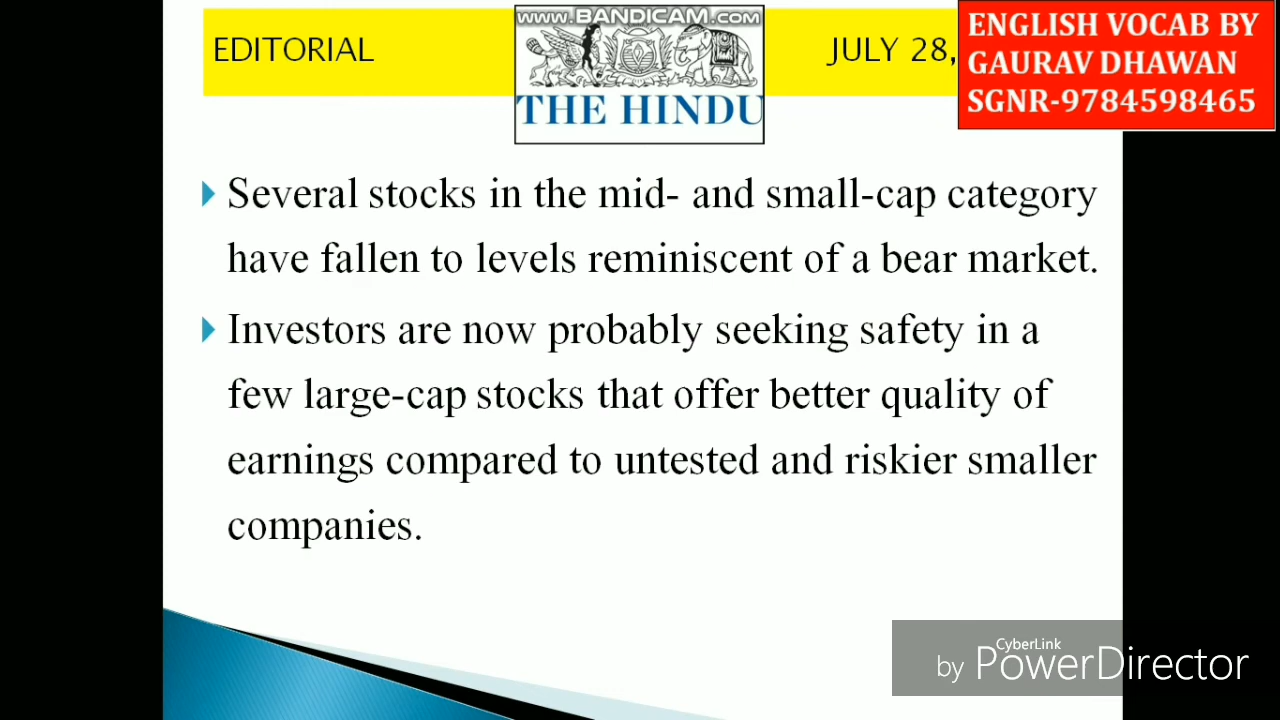 www.BANDICAM.com
EDITORIAL
THE HINDU
JULY 28,
ENGLISH VOCAB BY
GAURAV DHAWAN
SGNR-9784598465
Several stocks in the mid- and small-cap category
have fallen to levels reminiscent of a bear market.
Investors are now probably seeking safety in a
few large-cap stocks that offer better quality of
earnings compared to untested and riskier smaller
companies.
CyberLink
by PowerDirector